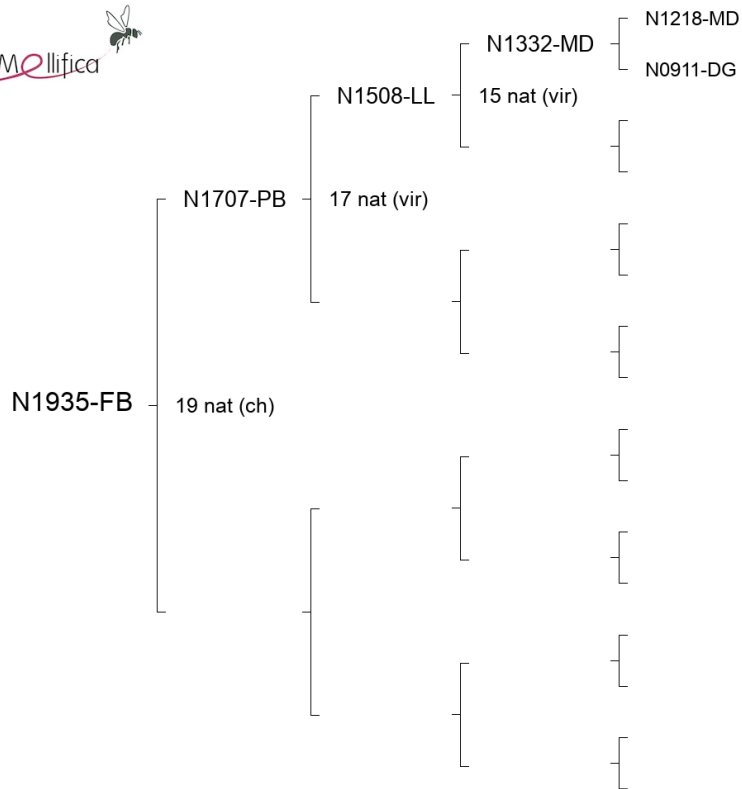 Mellifica
N1218-MD
N1332-MD
N0911-DG
N1508-LL
15 nat (vir)
N1707-PB
17 nat (vir)
N1935-FB
19 nat (ch)